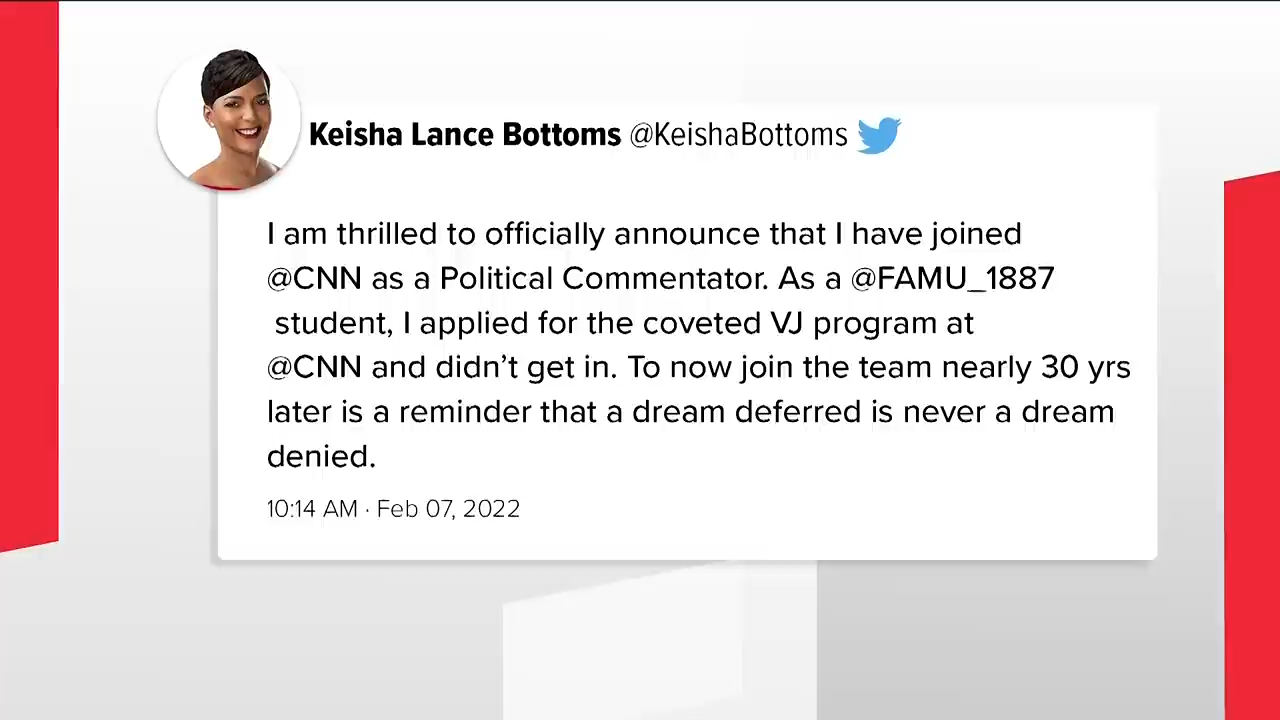 Keisha Lance Bottoms @KeishaBottoms
I am thrilled to officially announce that I have joined
@CNN as a Political Commentator. As a @FAMU_1887
student, I applied for the coveted VJ program at
@CNN and didn’t get in. To now join the team nearly 30 yrs
later is a reminder that a dream deferred is never a dream
denied.
10:14 AM · Feb 07, 2022